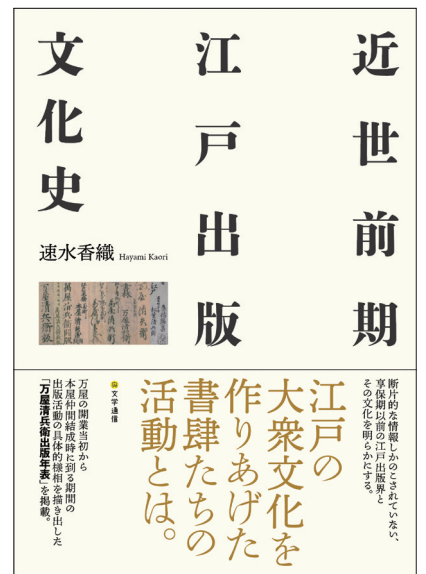 近世前期
江戸出版
文化史
速水香織 Hayami Kaori
断片的な情報しかのこされていない、
享保期以前の江戸出版界と
その文化を明らかにする。
江戸の
大衆文化を
作りあげた
書肆たちの
活動とは。
文学通信
万屋の開業当初から
本屋仲間結成時に到る期間の
出版活動の具体的様相を描き出した
「万屋清兵衛出版年表」を掲載。